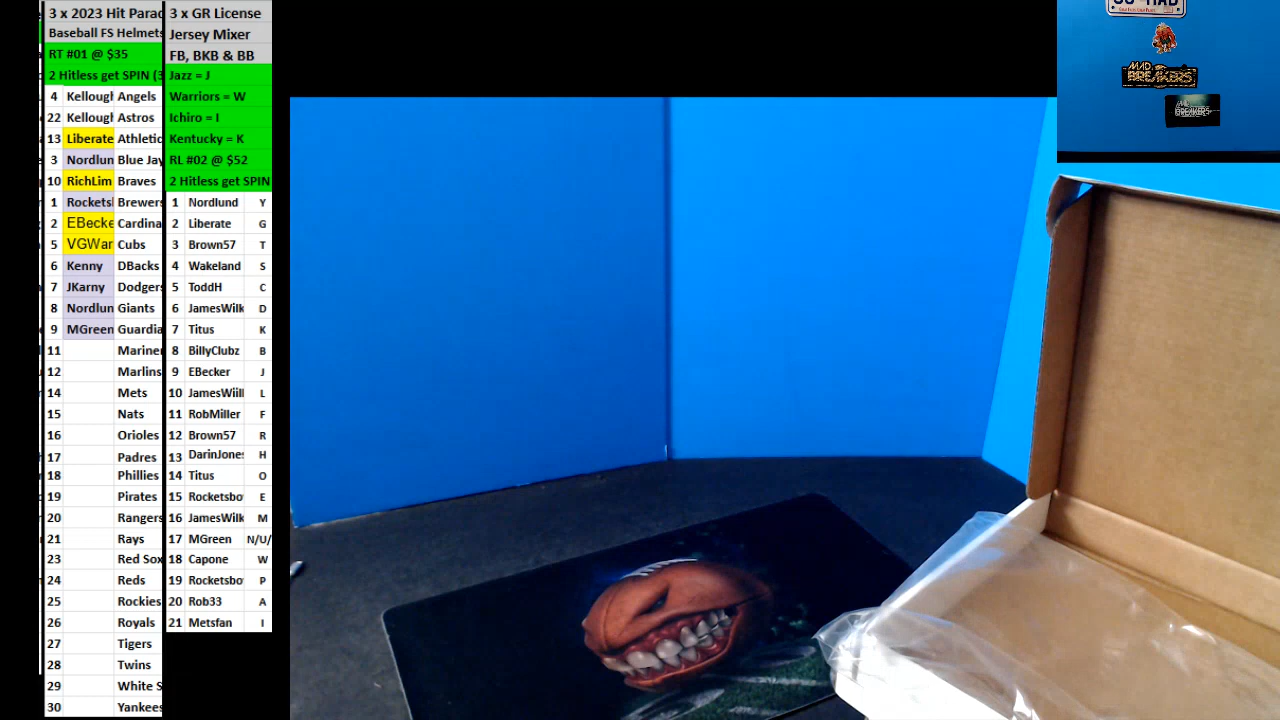 3 x 2023 Hit Parac
Baseball FS Helmets
RT #01 @ $35
2 Hitless get SPIN (3
4 Kellough Angels
22 Kellough Astros
13 Liberate Athletic
3 Nordlun Blue Jay
10 RichLim Braves
1 Rockets Brewers
2 EBecke Cardina
5 VGWar Cubs
6 Kenny DBacks
7 JKarny Dodgers
8 Nordlun Giants
9 MGreen Guardia
11 Mariner
12 Marlins
14 Mets
15 Nats
16 Orioles
17 Padres
18 Phillies
19 Pirates
20 Rangers
21 Rays
23 Red Sox
24 Reds
25 Rockies
26 Royals
27 Tigers
28 Twins
29 White S
30 Yankees
3 x GR License
Jersey Mixer
FB, BKB & BB
Jazz = J
Warriors = W
Ichiro = I
Kentucky = K
RL #02 @ $52
2 Hitless get SPIN
1 Nordlund Y
2 Liberate G
3 Brown57 T
4 Wakeland S
5 ToddH C
6 JamesWilk D
7 Titus K
8 BillyClubz B
9 EBecker J
10 JamesWiill L
11 RobMiller F
12 Brown57 R
13 DarinJones H
14 Titus O
15 Rocketsbo E
16 JamesWilk M
17 MGreen N/U/
18 Capone W
19 Rocketsbo P
20 Rob33 A
21 Metsfan I
MAD
BREAKERS
MAD
BREAKERS